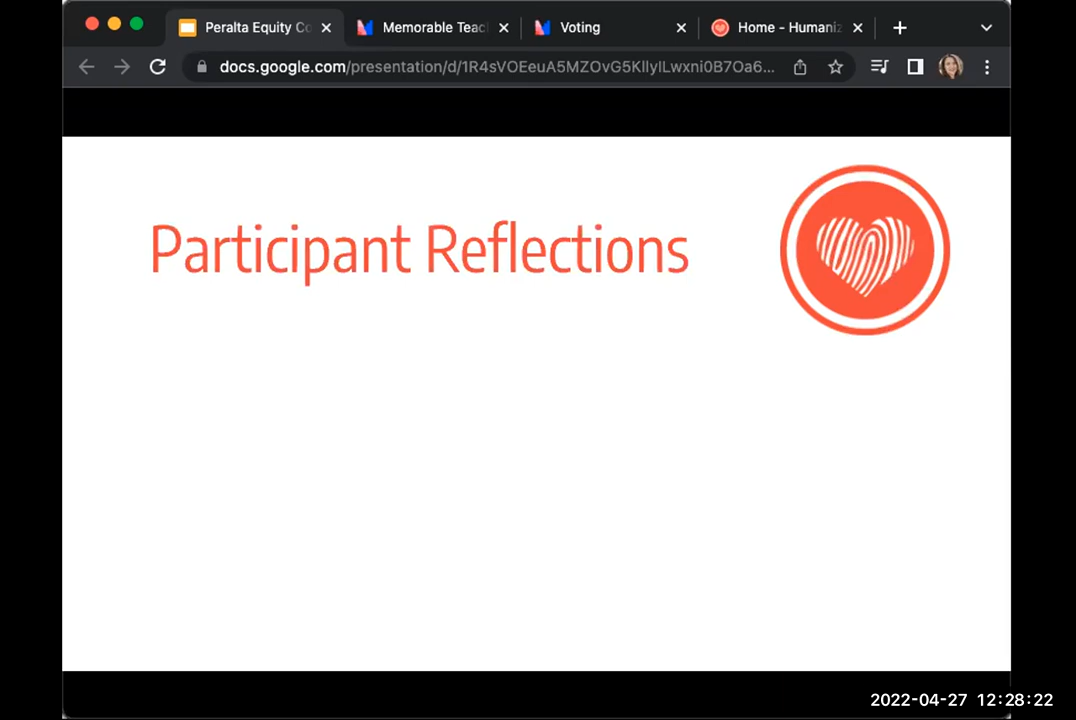 Peralta Equity Co
Memorable Teac
Voting
Home - Humaniz
docs.google.com/presentation/d/
Participant Reflections
2022-04-27 12:28:22